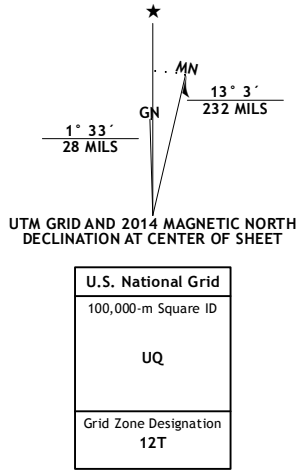 ★
MN
GN
13° 3´
232 MILS
1° 33´
28 MILS
UTM GRID AND 2014 MAGNETIC NORTH
DECLINATION AT CENTER OF SHEET
U.S. National Grid
100,000-m Square ID
UQ
Grid Zone Designation
12T